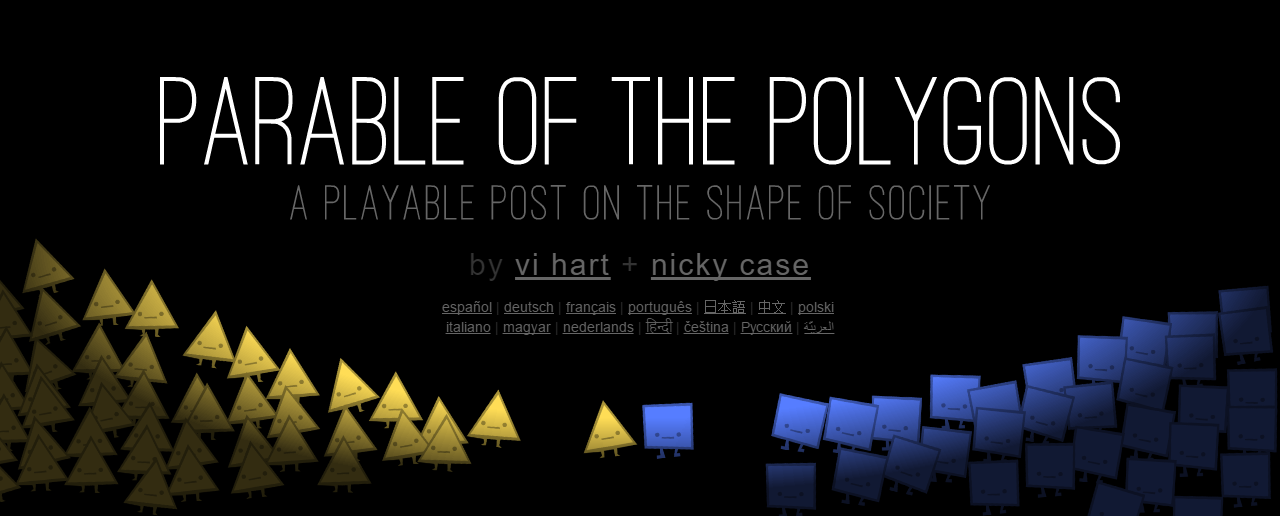 PARABLE OF THE POLYGONS
A PLAYABLE POST ON THE SHAPE OF SOCIETY
by vi hart + nicky case
español | deutsch | français | português | 日本語 | 中文 | polski
italiano | magyar | nederlands | हिन्दी | čeština | Русский | العربيّة